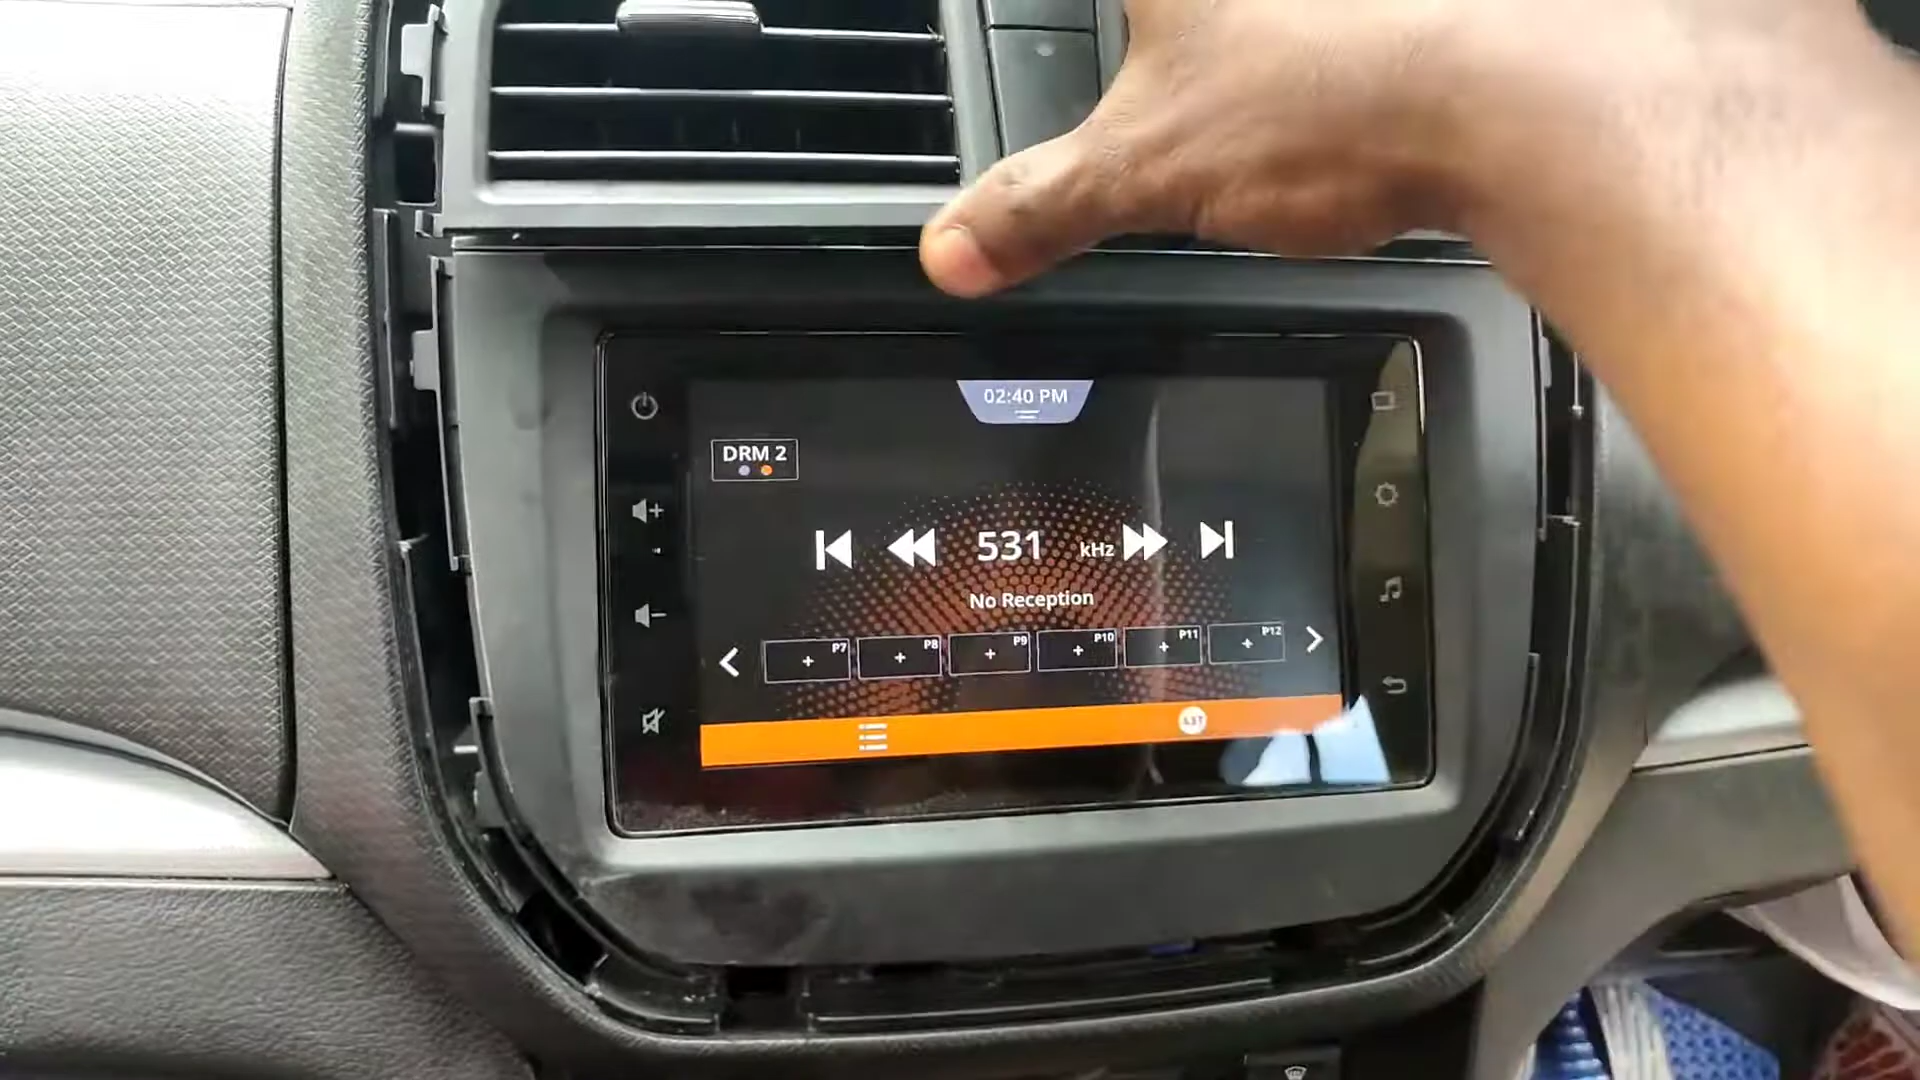 02:40 PM
DRM 2
531 kHz
No Reception
P7 P8 P9 P10 P11 P12